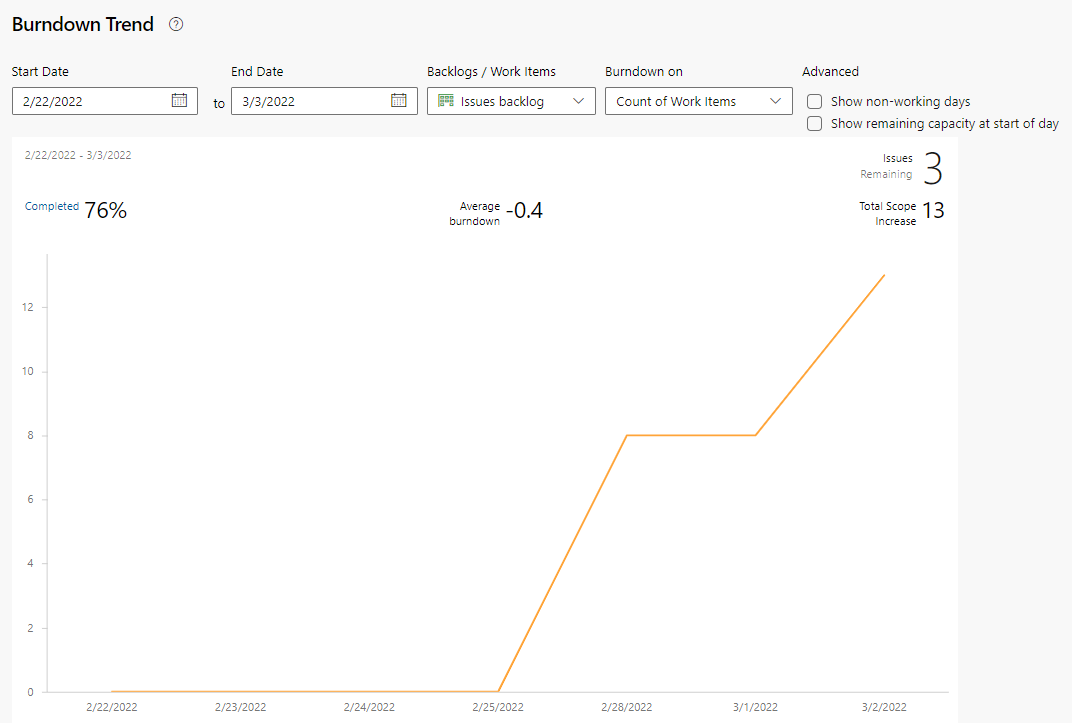 Burndown Trend ?
Start Date End Date Backlogs / Work Items Burndown on Advanced
2/22/2022 to 3/3/2022 Issues backlog Count of Work Items Show non-working days
Show remaining capacity at start of day
2/22/2022 - 3/3/2022
Issues
Remaining 3
Completed 76%
Average
burndown -0.4
Total Scope
Increase 13
12
10
8
6
4
2
0
2/22/2022 2/23/2022 2/24/2022 2/25/2022 2/28/2022 3/1/2022 3/2/2022